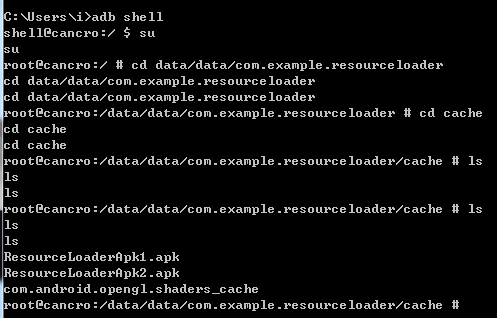 C:\Users\i>adb shell
shell@cancro:/ $ su
su
root@cancro:/ # cd data/data/com.example.resourceloader
cd data/data/com.example.resourceloader
cd data/data/com.example.resourceloader
root@cancro:/data/data/com.example.resourceloader # cd cache
cd cache
cd cache
root@cancro:/data/data/com.example.resourceloader/cache # ls
ls
ls
root@cancro:/data/data/com.example.resourceloader/cache # ls
ls
ls
ResourceLoaderApk1.apk
ResourceLoaderApk2.apk
com.android.opengl.shaders_cache
root@cancro:/data/data/com.example.resourceloader/cache #